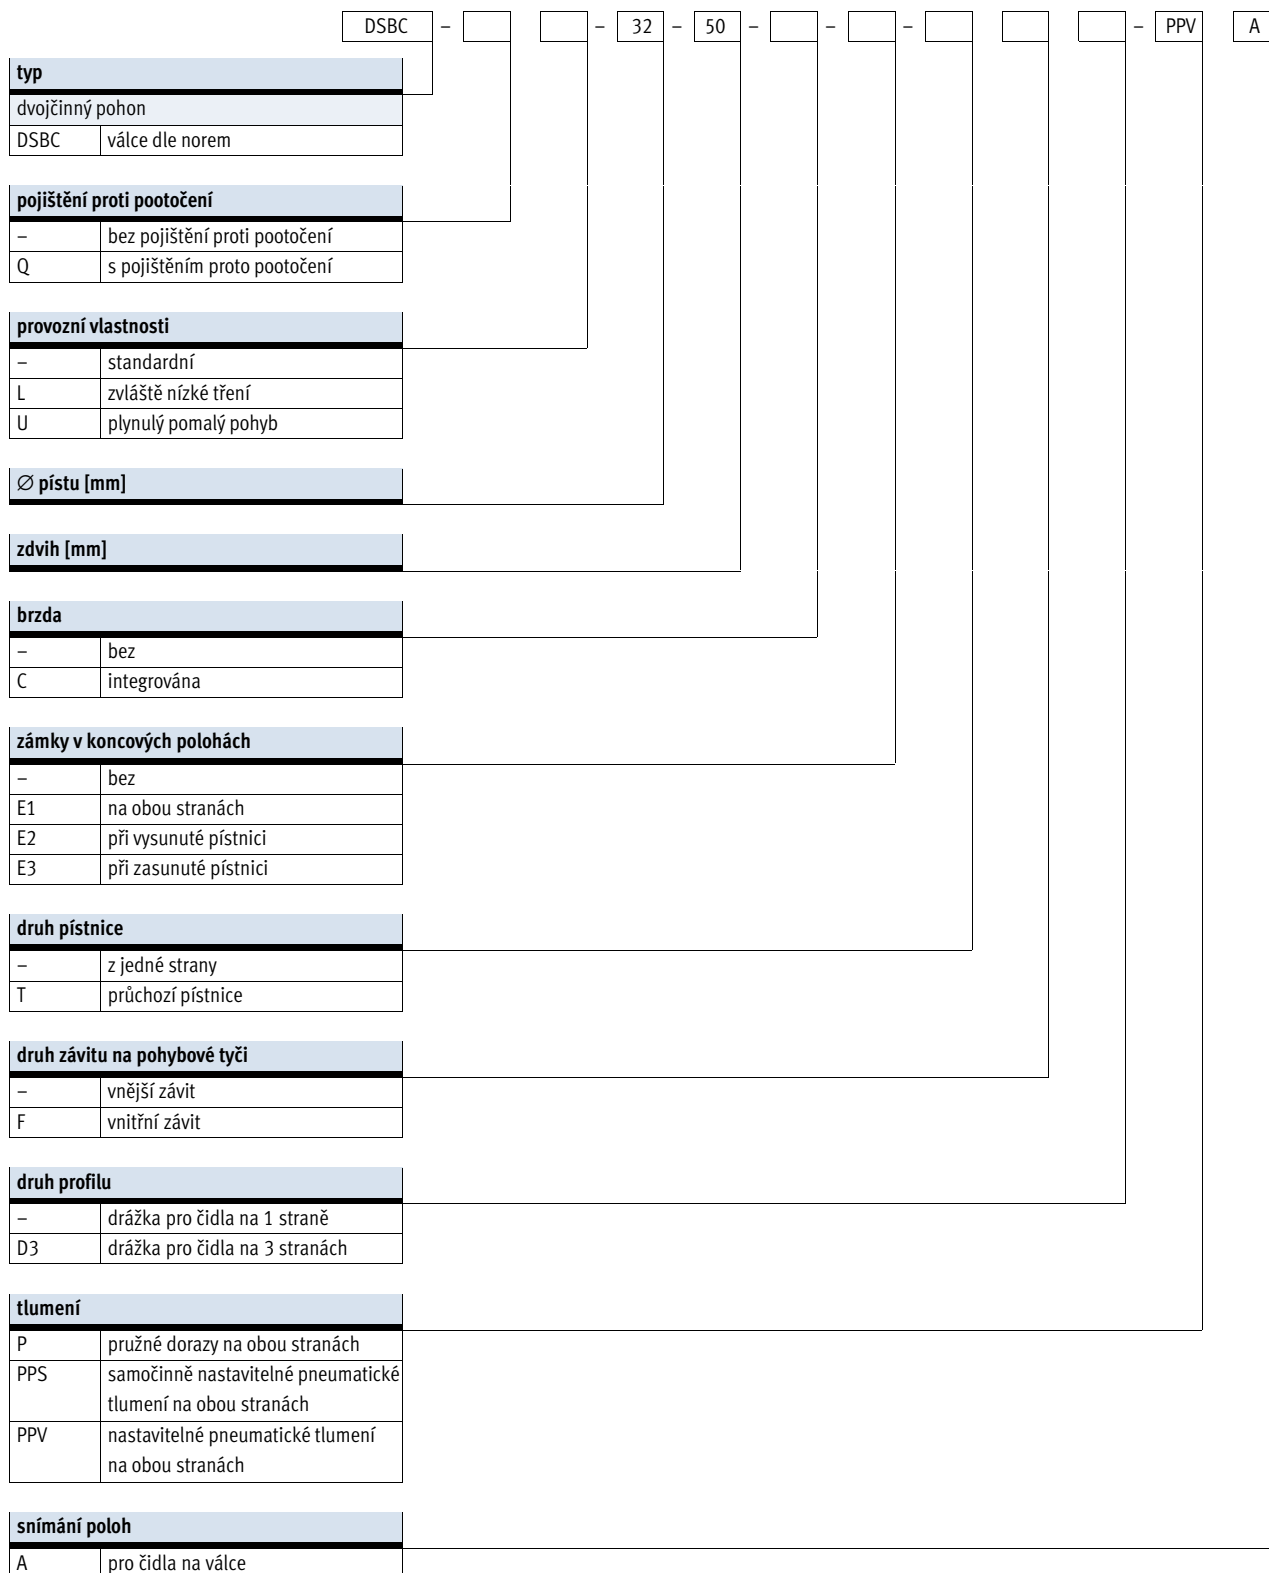 DSBC – – 32 – 50 – – – – PPV A
typ
dvojčinný pohon
DSBC válce dle norem
pojištění proti pootočení
– bez pojištění proti pootočení
Q s pojištěním proto pootočení
provozní vlastnosti
– standardní
L zvláště nízké tření
U plynulý pomalý pohyb
∅ pístu [mm]
zdvih [mm]
brzda
– bez
C integrována
zámky v koncových polohách
– bez
E1 na obou stranách
E2 při vysunuté pístnici
E3 při zasunuté pístnici
druh pístnice
– z jedné strany
T průchozí pístnice
druh závitu na pohybové tyči
– vnější závit
F vnitřní závit
druh profilu
– drážka pro čidla na 1 straně
D3 drážka pro čidla na 3 stranách
tlumení
P pružné dorazy na obou stranách
PPS samočinně nastavitelné pneumatické
tlumení na obou stranách
PPV nastavitelné pneumatické tlumení
na obou stranách
snímání poloh
A pro čidla na válce